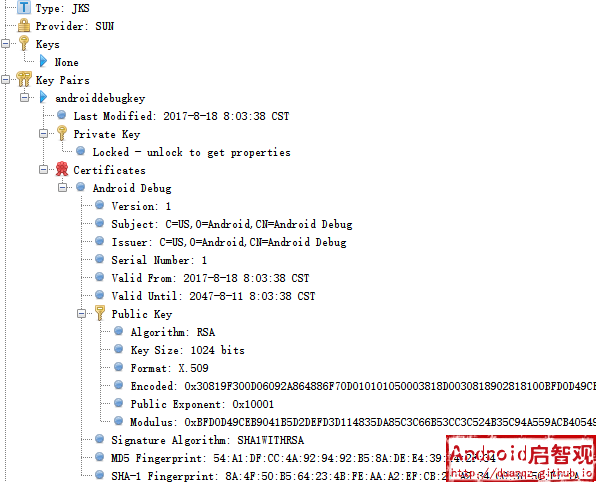 Type: JKS
Provider: SUN
Keys
None
Key Pairs
androiddebugkey
Last Modified: 2017-8-18 8:03:38 CST
Private Key
Locked - unlock to get properties
Certificates
Android Debug
Version: 1
Subject: C=US,O=Android,CN=Android Debug
Issuer: C=US,O=Android,CN=Android Debug
Serial Number: 1
Valid From: 2017-8-18 8:03:38 CST
Valid Until: 2047-8-11 8:03:38 CST
Public Key
Algorithm: RSA
Key Size: 1024 bits
Format: X.509
Encoded: 0x30819F300D06092A864886F70D010101050003818D0030818902818100BFD0D49CE
Public Exponent: 0x10001
Modulus: 0xBFD0D49CEB9041B5D2DEFD3D114835DA85C3C66B53CC3C524B35C94A559ACB40549
Signature Algorithm: SHA1WITHRSA
MD5 Fingerprint: 54:A1:DF:CC:4A:92:94:92:B5:8A:DE:E4:39:
SHA-1 Fingerprint: 8A:4F:50:B5:64:23:4B:FE:AA:A2:EF:CB:
Android启智观